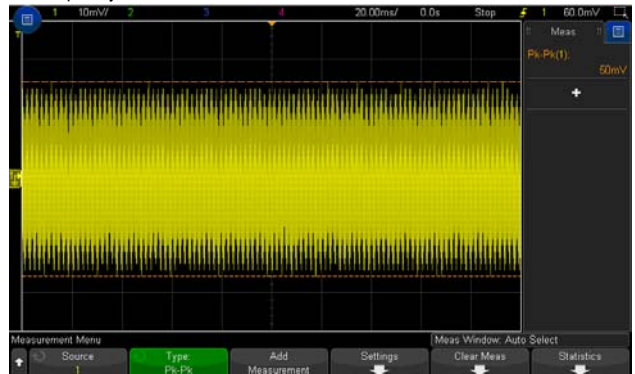 1 10mV/ 2 3 4 20.00ms/ 0.0s Stop 1 60.0mV
Meas
Pk-Pk(1):
50mV
+
Measurement Menu Meas Window: Auto Select
Source Type: Add Settings Clear Meas Statistics
1 Pk-Pk Measurement